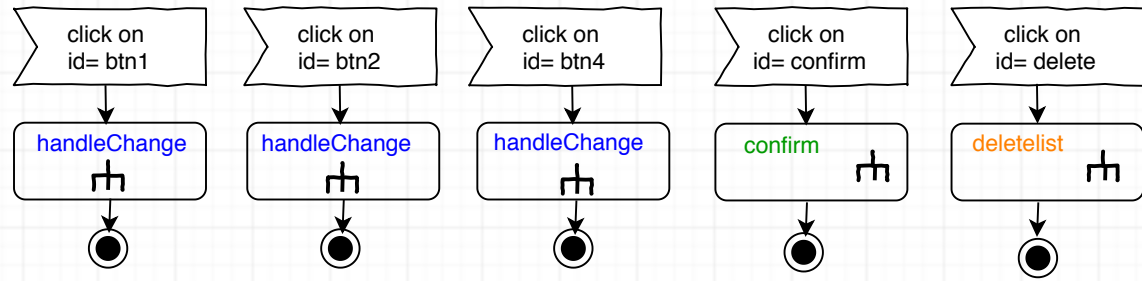 click on
id= btn1
click on
id= btn2
click on
id= btn4
click on
id= confirm
click on
id= delete
handleChange
handleChange
handleChange
confirm
deletelist